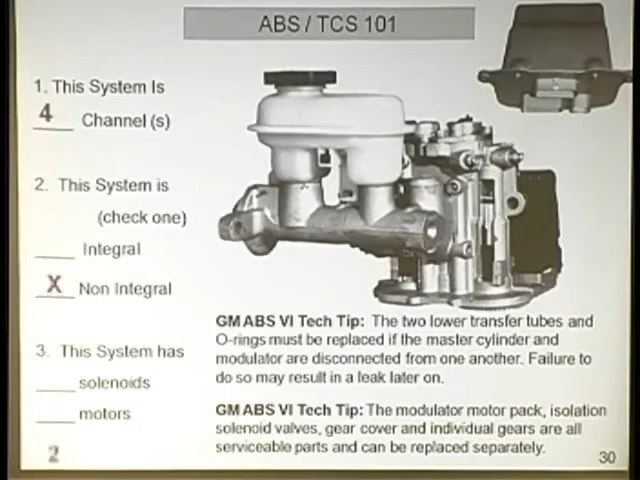 ABS / TCS 101
1. This System Is
4 Channel (s)
2. This System is
(check one)
Integral
X Non Integral
3. This System has
solenoids
motors
GM ABS VI Tech Tip: The two lower transfer tubes and
O-rings must be replaced if the master cylinder and
modulator are disconnected from one another. Failure to
do so may result in a leak later on.
GM ABS VI Tech Tip: The modulator motor pack, isolation
solenoid valves, gear cover and individual gears are all
serviceable parts and can be replaced separately.
2
30